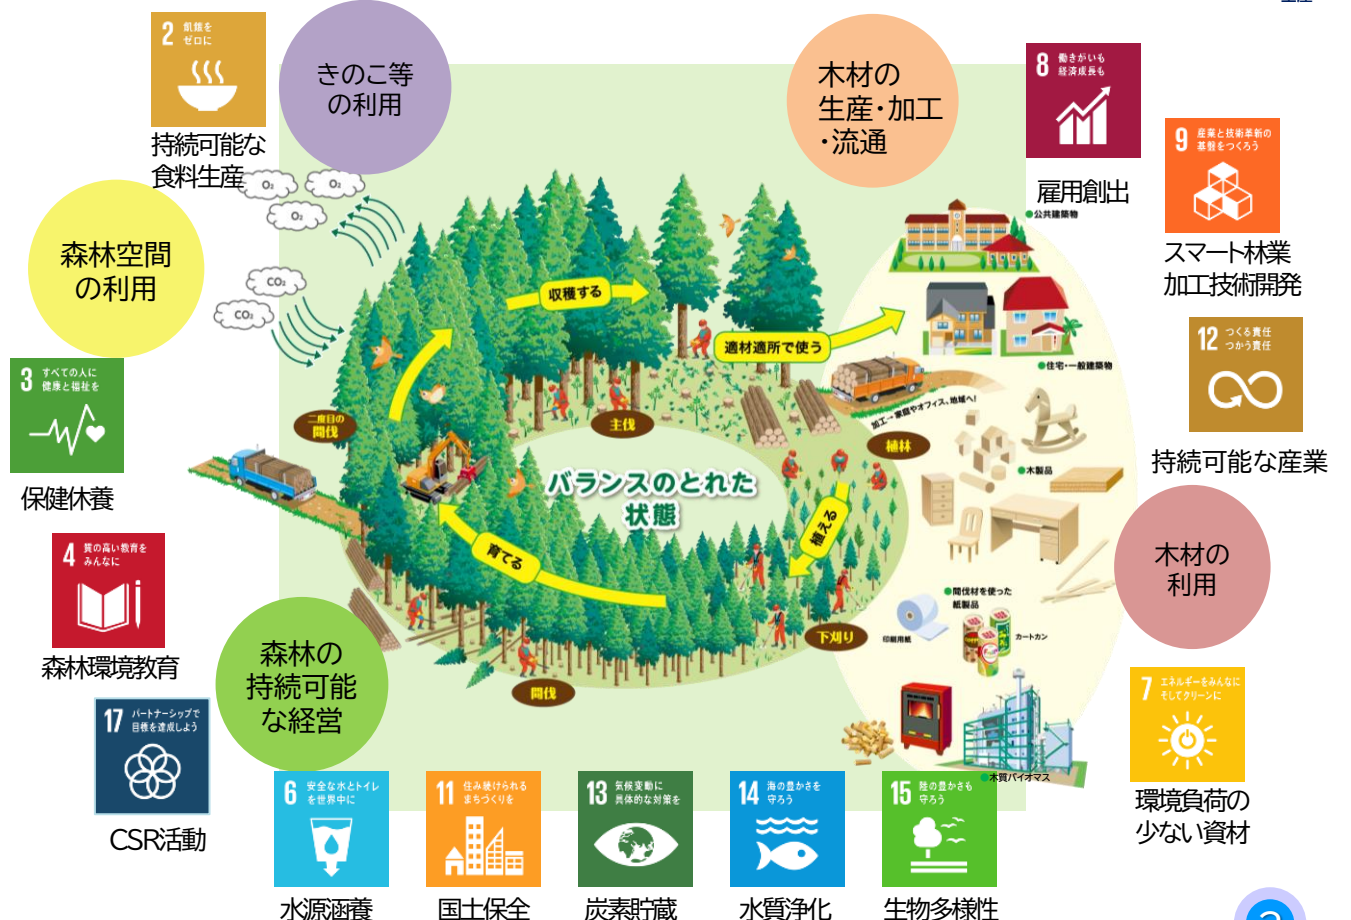 2 飢餓を
ゼロに
持続可能な
食料生産
きのこ等
の利用
木材の
生産・加工
・流通
8 働きがいも
経済成長も
雇用創出
9 産業と技術革新の
基盤をつくろう
スマート林業
加工技術開発
12 つくる責任
つかう責任
持続可能な産業
木材の
利用
7 エネルギーをみんなに
そしてクリーンに
環境負荷の
少ない資材
森林空間
の利用
3 すべての人に
健康と福祉を
保健休養
4 質の高い教育を
みんなに
森林環境教育
17 パートナーシップで
目標を達成しよう
CSR活動
森林の
持続可能
な経営
6 安全な水とトイレ
を世界中に
水源涵養
11 住み続けられる
まちづくりを
国土保全
13 気候変動に
具体的な対策を
炭素貯蔵
14 海の豊かさを
守ろう
水質浄化
15 陸の豊かさも
守ろう
生物多様性
O₂
O₂
O₂
CO₂
CO₂
収穫する
適材適所で使う
二度目の
間伐
主伐
植林
バランスのとれた
状態
育てる
植える
下刈り
間伐
加工→家庭やオフィス、地域へ!
●公共建築物
●住宅・一般建築物
●木製品
●間伐材を使った
紙製品
印刷用紙
カートカン
●木質バイオマス